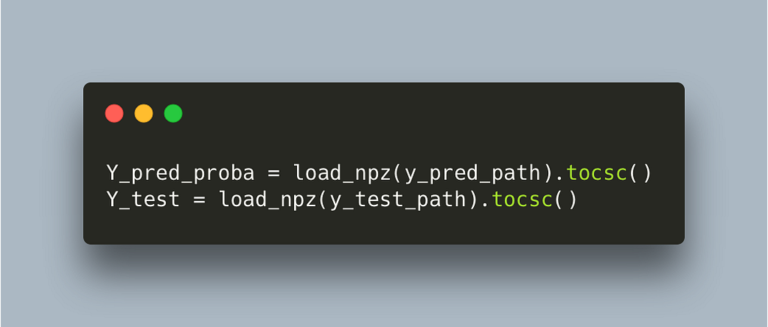 Y_pred_proba = load_npz(y_pred_path).tocsc()
Y_test = load_npz(y_test_path).tocsc()